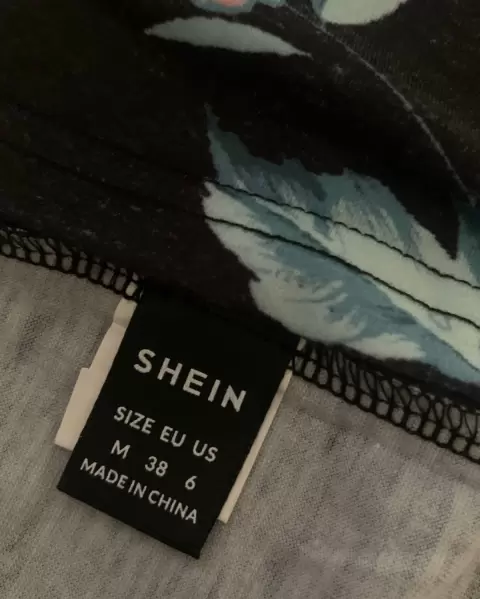 SHEIN
SIZE EU US
M 38 6
MADE IN CHINA